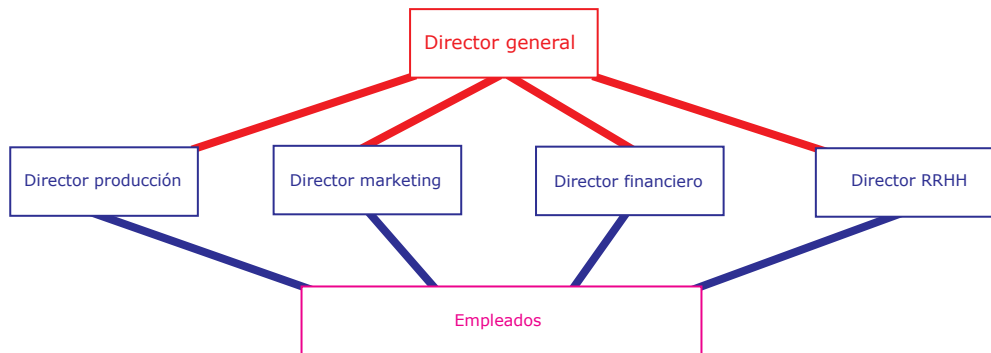 Director general
Director producción
Director marketing
Director financiero
Director RRHH
Empleados